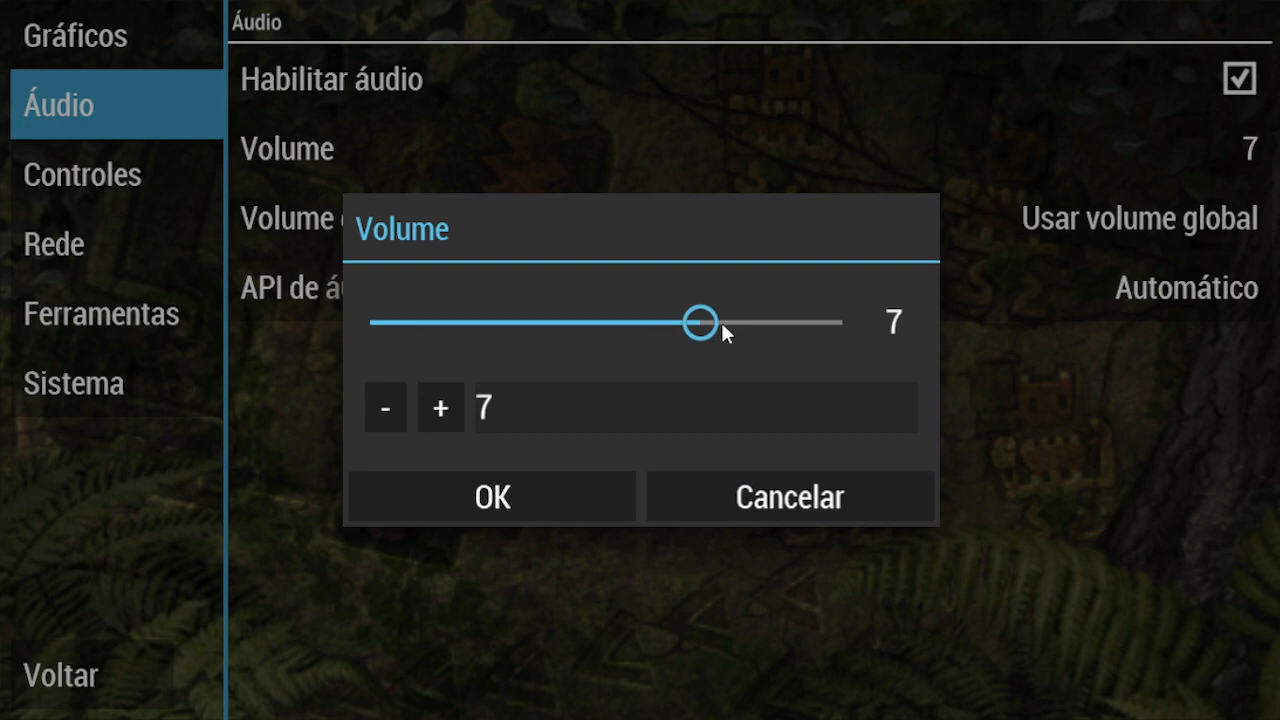 Gráficos
Áudio
Controles
Rede
Ferramentas
Sistema
Voltar
Áudio
Habilitar áudio
Volume 7
Volume Usar volume global
API de áu Automático
Volume
7
- + 7
OK Cancelar